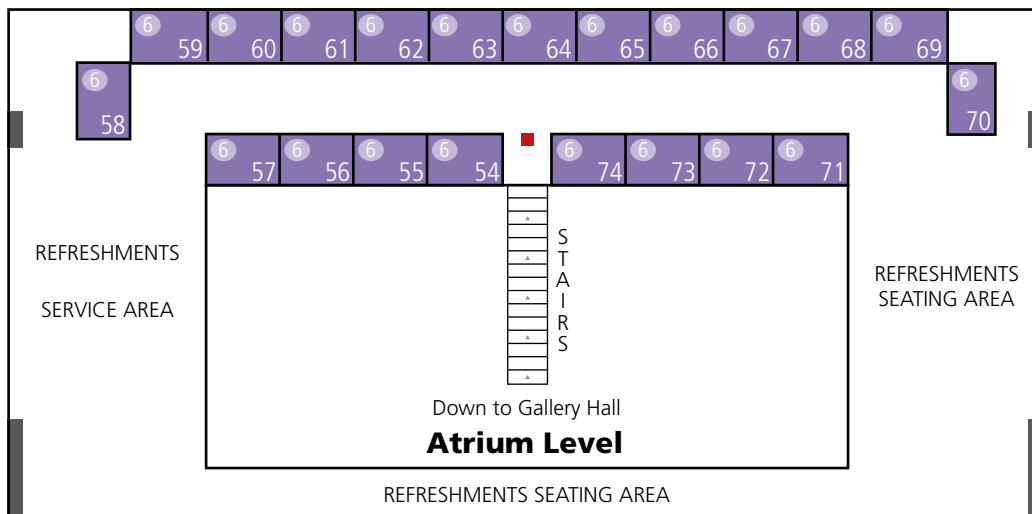 6 6 6 6 6 6 6 6 6 6 6
59 60 61 62 63 64 65 66 67 68 69
6 6
58 70
6 6 6 6 6 6 6 6
57 56 55 54 74 73 72 71
STAIRS
REFRESHMENTS
SERVICE AREA
REFRESHMENTS
SEATING AREA
Down to Gallery Hall
Atrium Level
REFRESHMENTS SEATING AREA